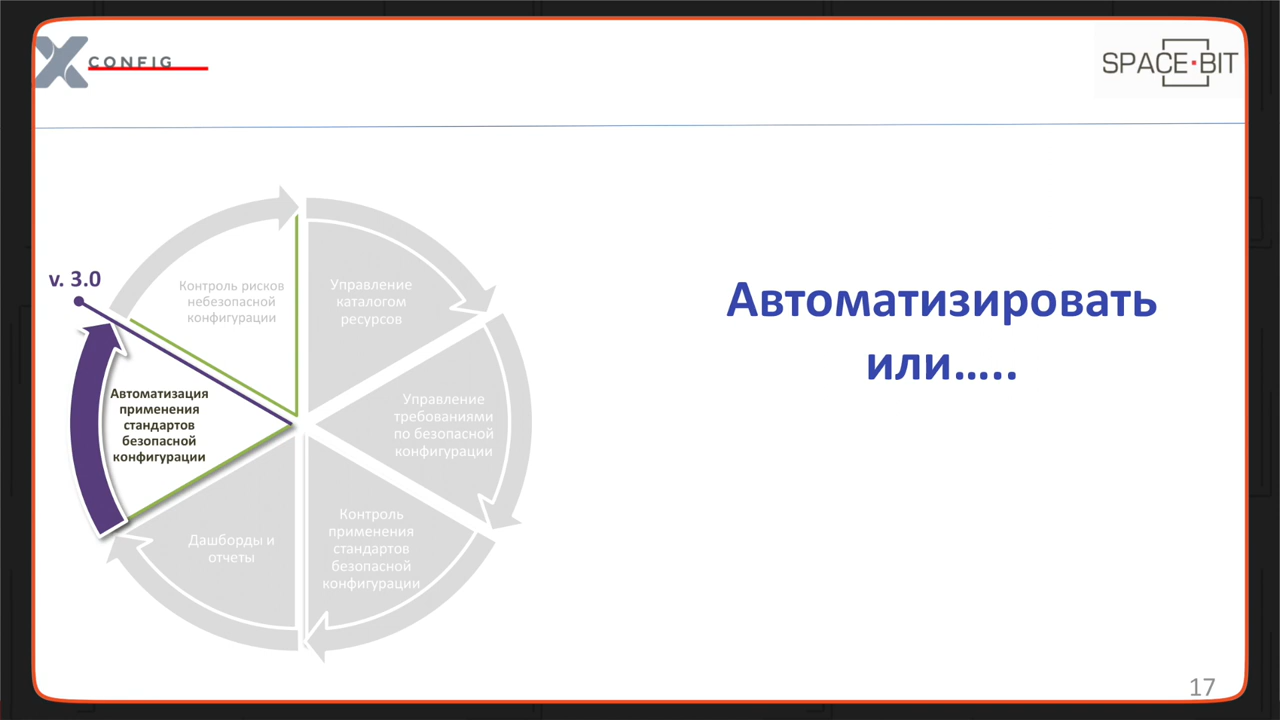 X CONFIG
SPACE·BIT
v. 3.0
Контроль рисков
небезопасной
конфигурации
Управление
каталогом
ресурсов
Автоматизация
применения
стандартов
безопасной
конфигурации
Управление
требованиями
по безопасной
конфигурации
Дашборды и
отчеты
Контроль
применения
стандартов
безопасной
конфигурации
Автоматизировать
или…..
17